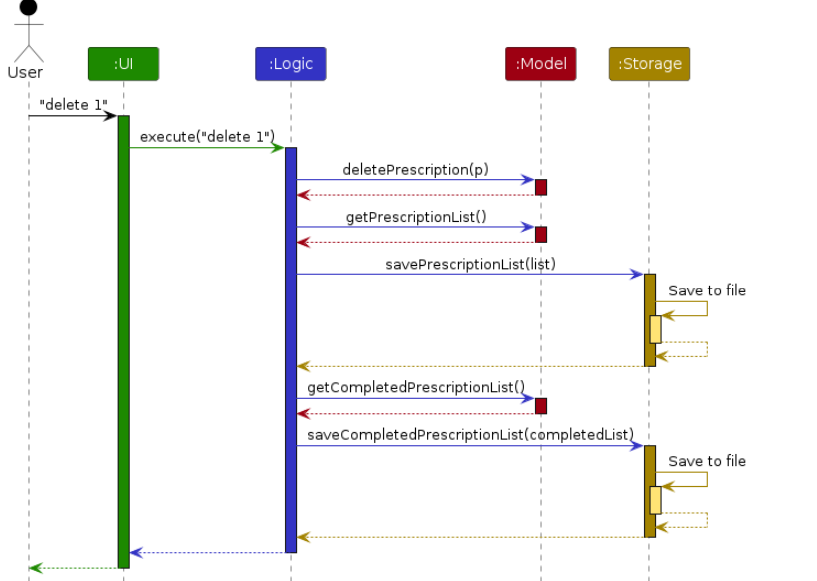 User
:UI
:Logic
:Model
:Storage
"delete 1"
execute("delete 1")
deletePrescription(p)
getPrescriptionList()
savePrescriptionList(list)
Save to file
getCompletedPrescriptionList()
saveCompletedPrescriptionList(completedList)
Save to file